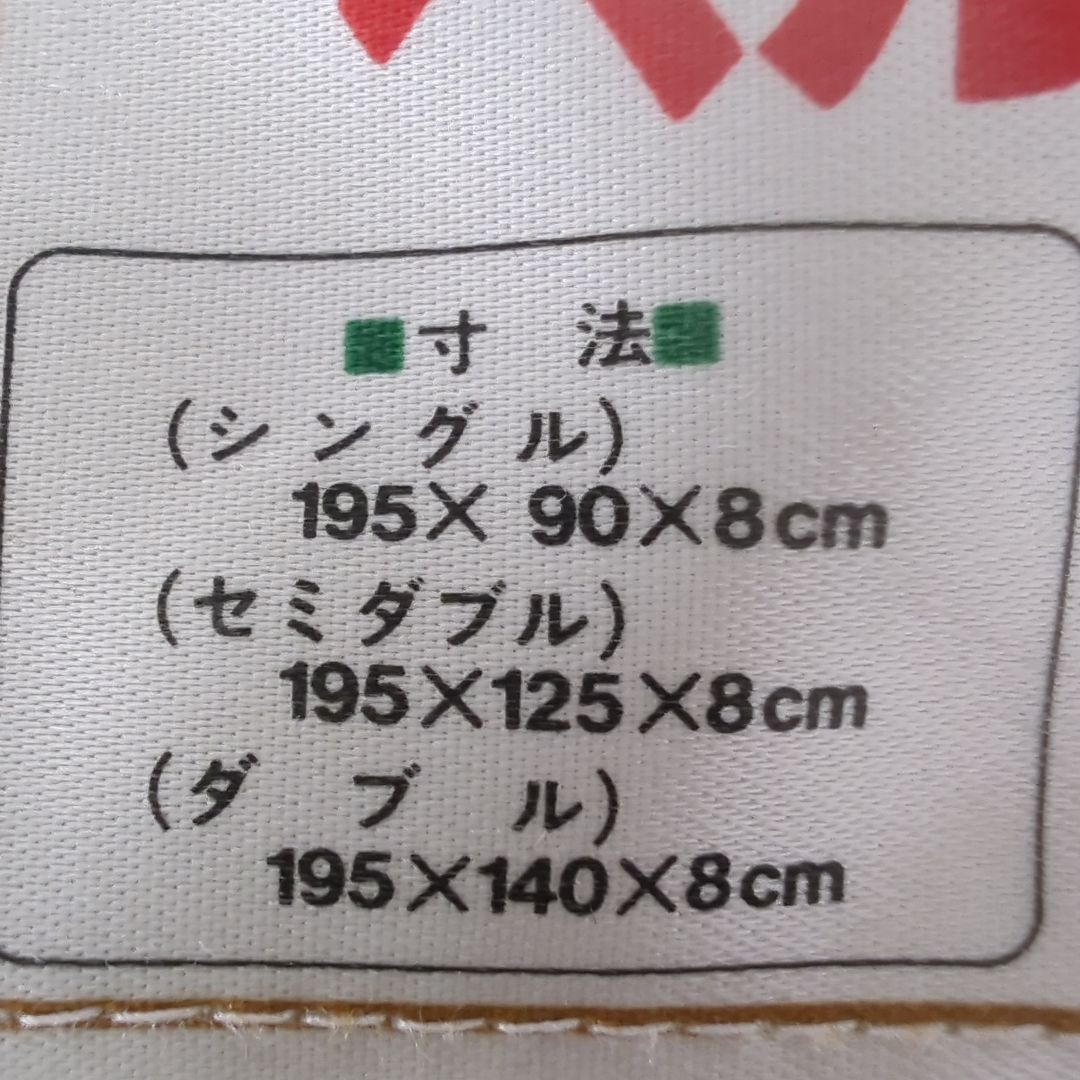 ■寸法■
(シングル)
195× 90×8cm
(セミダブル)
195×125×8cm
(ダブル)
195×140×8cm